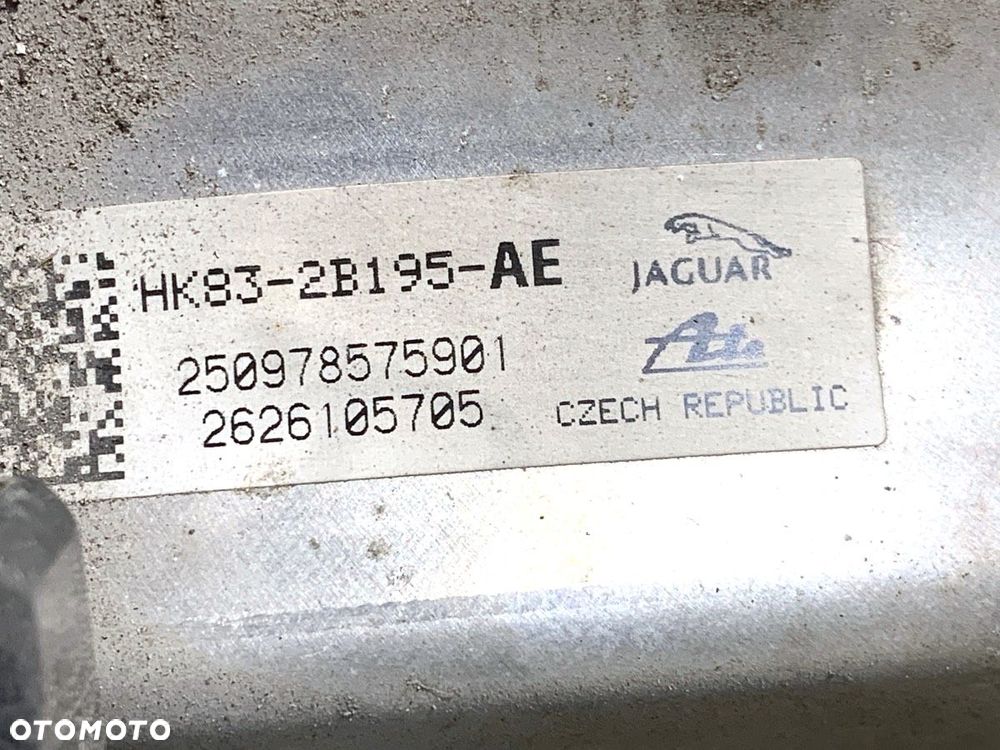 HK83-2B195-AE
JAGUAR
250978575901
Ate
2626105705
CZECH REPUBLIC
OTOMOTO